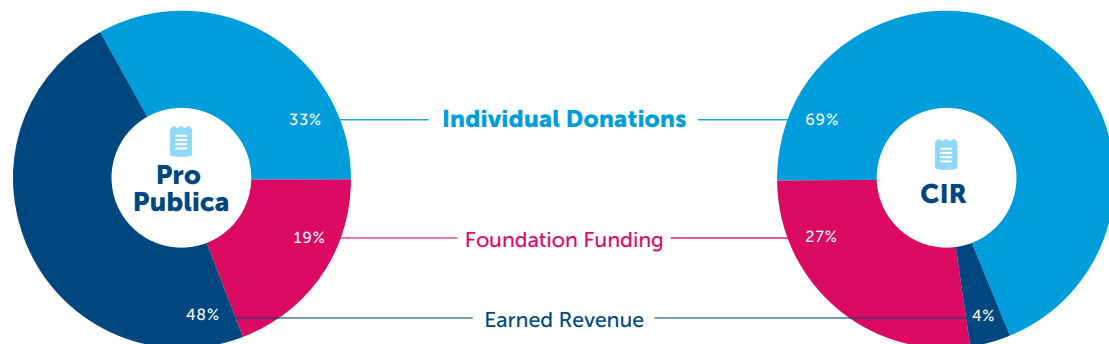 33%
Individual Donations
69%
Pro
Publica
CIR
19%
Foundation Funding
27%
48%
Earned Revenue
4%